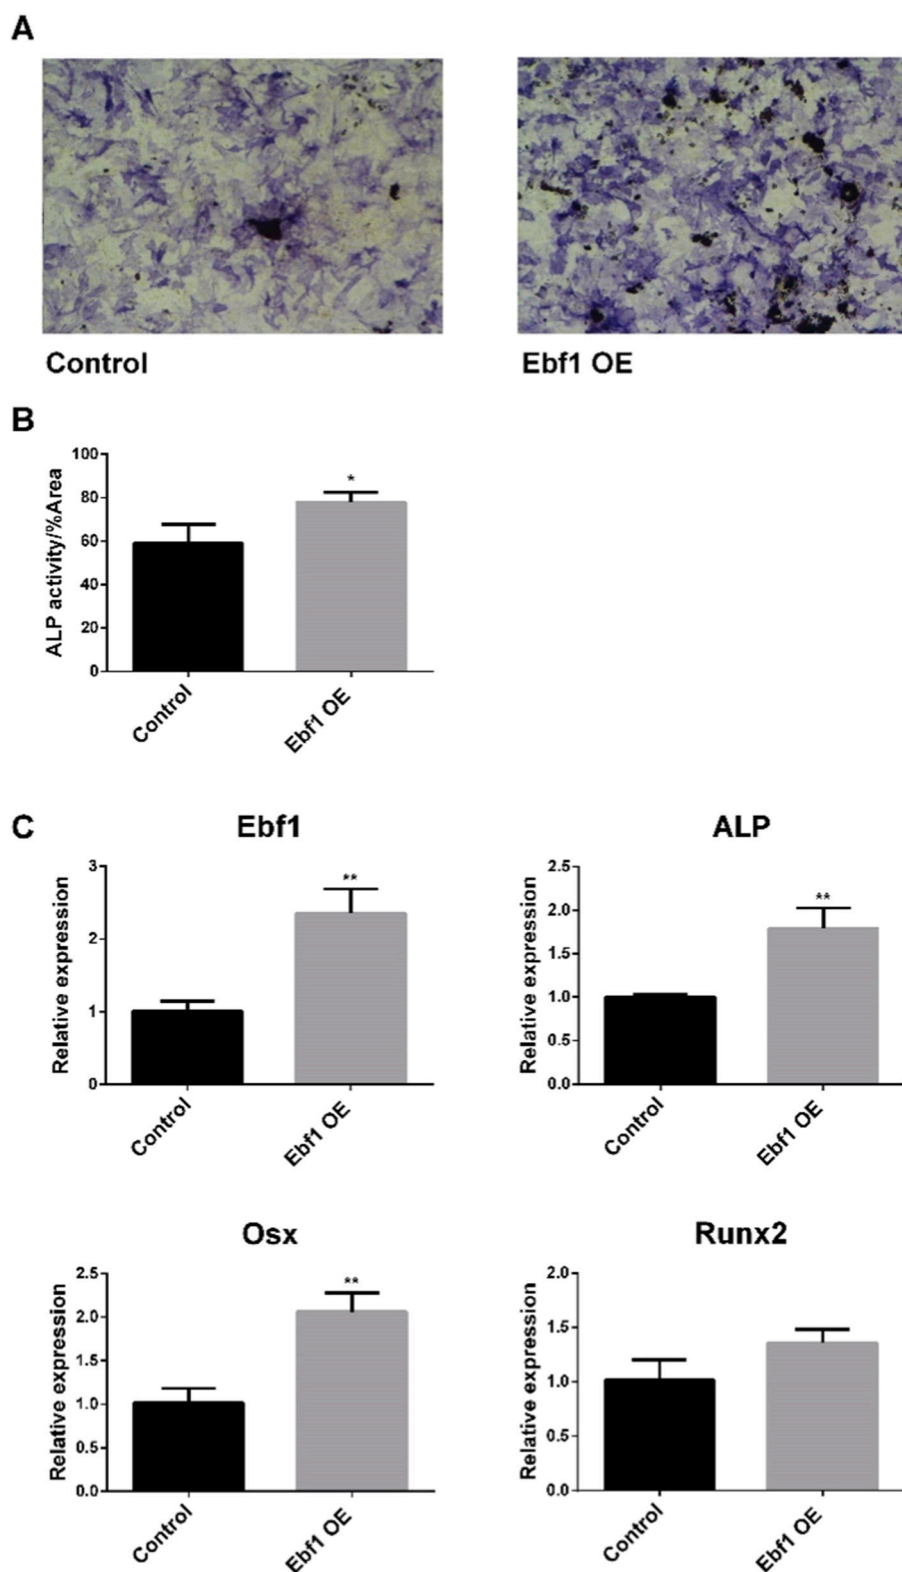 A
Control Ebf1 OE
B
ALP activity/%Area
100
80
60
40
20
0
*
Control Ebf1 OE
C
Ebf1
Relative expression
3
2
1
0
**
Control Ebf1 OE
ALP
Relative expression
2.5
2.0
1.5
1.0
0.5
0.0
**
Control Ebf1 OE
Osx
Relative expression
2.5
2.0
1.5
1.0
0.5
0.0
**
Control Ebf1 OE
Runx2
Relative expression
2.0
1.5
1.0
0.5
0.0
Control Ebf1 OE